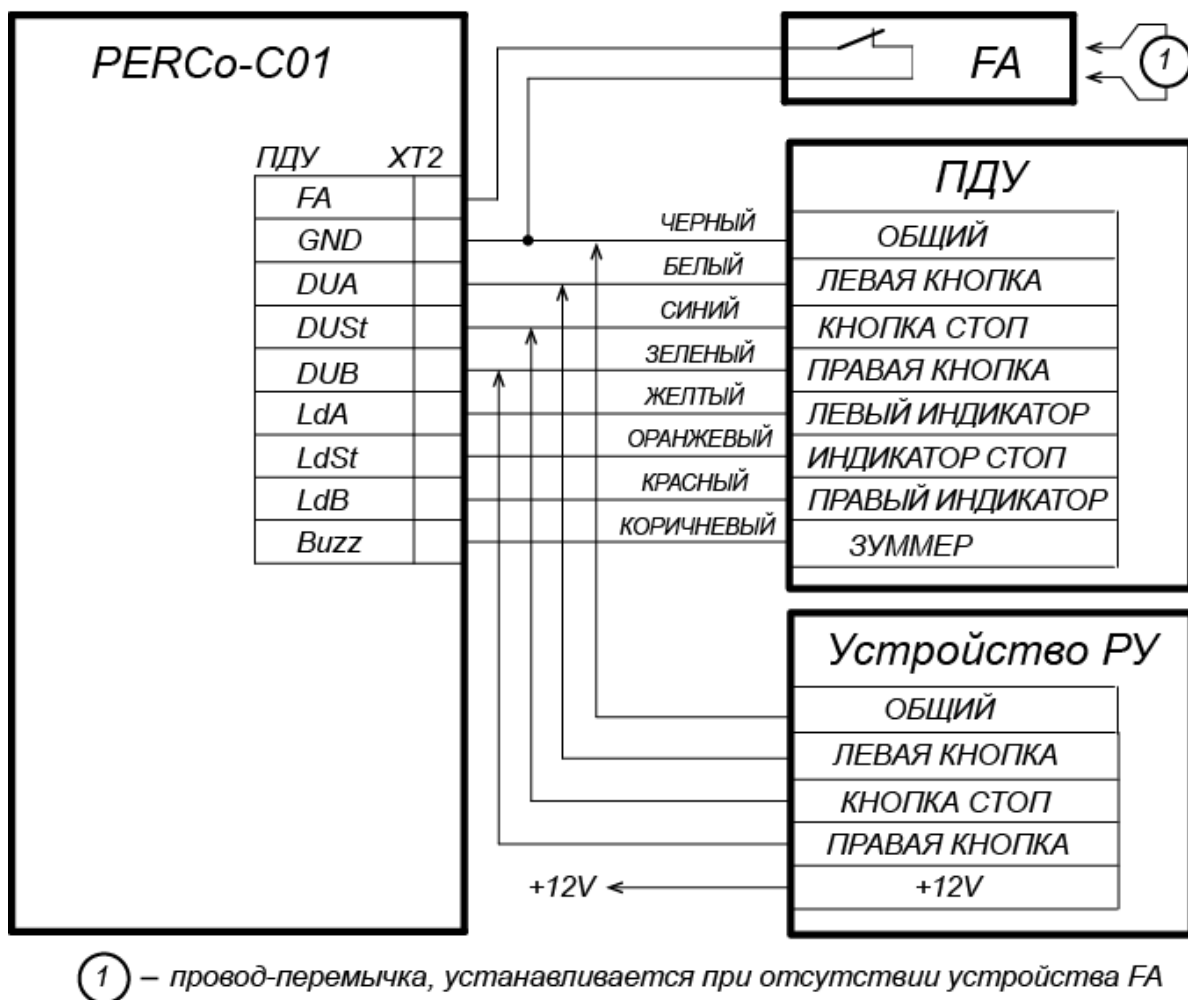 PERCo-C01
FA
1
ПДУ XT2
FA
GND
DUA
DUSt
DUB
LdA
LdSt
LdB
Buzz
ЧЕРНЫЙ
БЕЛЫЙ
СИНИЙ
ЗЕЛЕНЫЙ
ЖЕЛТЫЙ
ОРАНЖЕВЫЙ
КРАСНЫЙ
КОРИЧНЕВЫЙ
ПДУ
ОБЩИЙ
ЛЕВАЯ КНОПКА
КНОПКА СТОП
ПРАВАЯ КНОПКА
ЛЕВЫЙ ИНДИКАТОР
ИНДИКАТОР СТОП
ПРАВЫЙ ИНДИКАТОР
ЗУММЕР
Устройство РУ
ОБЩИЙ
ЛЕВАЯ КНОПКА
КНОПКА СТОП
ПРАВАЯ КНОПКА
+12V
+12V
1 – провод-перемычка, устанавливается при отсутствии устройства FA